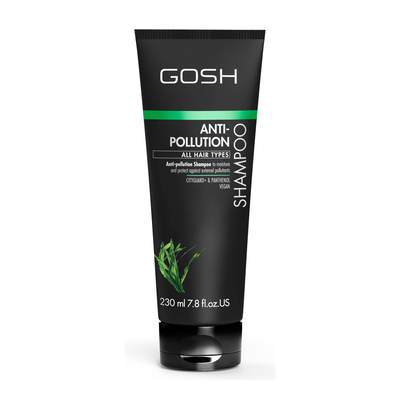 GOSH
ANTI-
POLLUTION
ALL HAIR TYPES
Anti-pollution Shampoo to moisture
and protect against external pollutants
CITYGUARD+ & PANTHENOL
VEGAN
SHAMPOO
230 ml 7.8 fl.oz.US